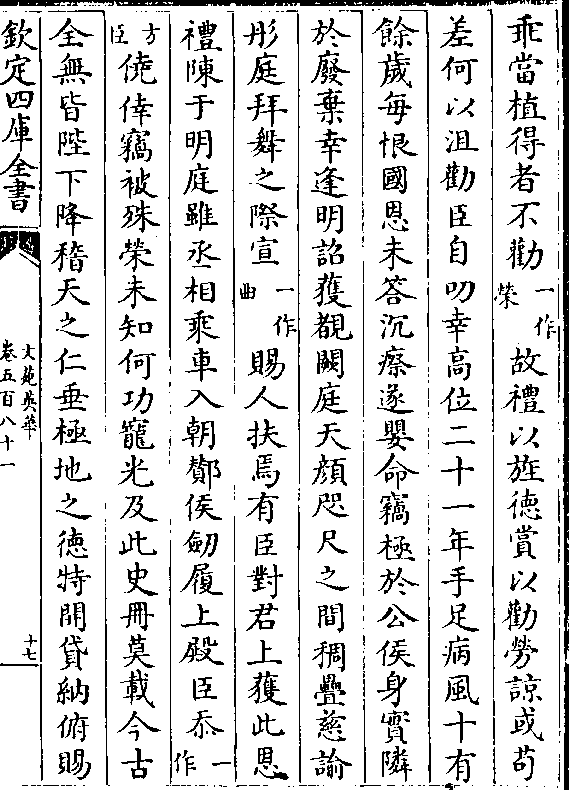 乖當植得者不勸一作榮故禮以旌德賞以勸勞諒或苟
差何以沮勸臣自叨幸高位二十一年手足病風十有
餘歲每恨國恩未答沉瘵遂嬰命竊極於公侯身實隣
於廢棄幸逢明詔獲覩闕庭天顔咫尺之間稠疊慈諭
彤庭拜舞之際宣一作曲賜人扶焉有臣對君上獲此恩
禮陳于明庭雖丞相乘車入朝鄼侯劒履上殿臣忝一作
方臣僥倖竊被殊榮未知何功寵光及此史冊莫載今古
全無皆陛下降稽天之仁垂極地之德特開貸納俯賜
欽定四庫全書
文苑英華
卷五百八十一
十七